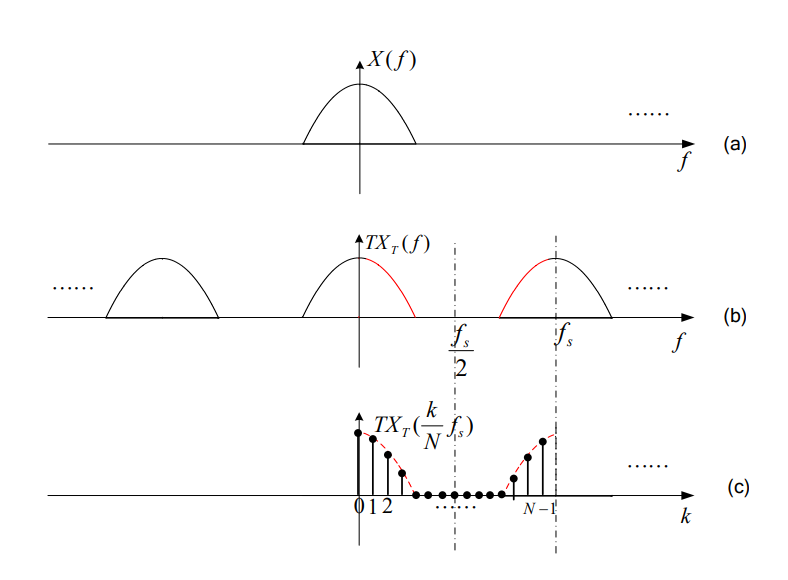 X(f)
......
f
(a)
TX_T(f)
......
......
f_s/2
f_s
f
(b)
TX_T(k/N f_s)
......
0 1 2
......
N-1
k
(c)